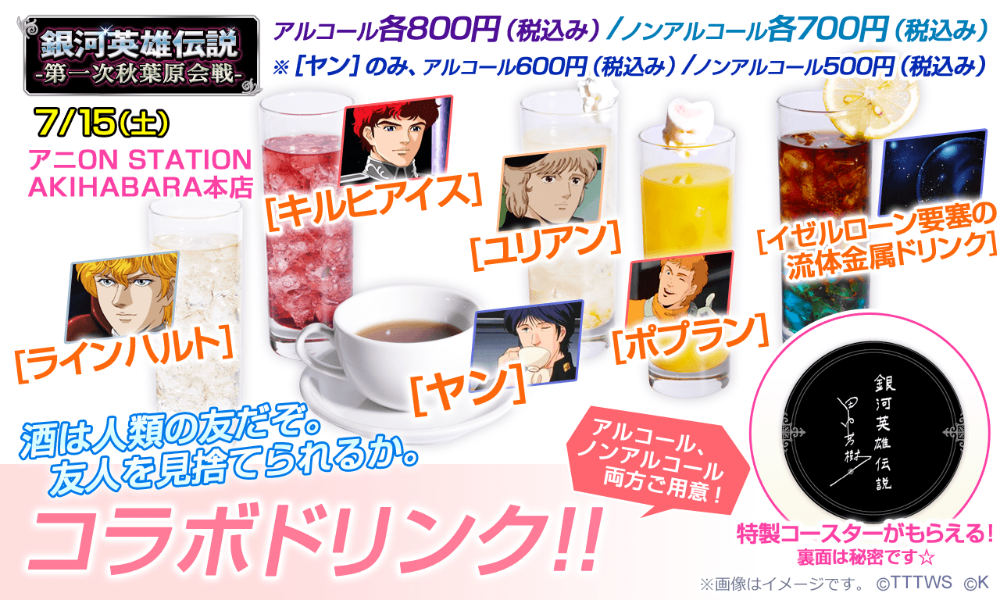 銀河英雄伝説
-第一次秋葉原会戦-
アルコール各800円（税込み）/ノンアルコール各700円（税込み）
※［ヤン］のみ、アルコール600円（税込み）/ノンアルコール500円（税込み）
7/15（土）
アニON STATION
AKIHABARA本店
［キルヒアイス］
［ユリアン］
［イゼルローン要塞の
流体金属ドリンク］
［ラインハルト］
［ヤン］
［ポプラン］
酒は人類の友だぞ。
友人を見捨てられるか。
アルコール、
ノンアルコール
両方ご用意！
銀河英雄伝説
田中芳樹
コラボドリンク!!
特製コースターがもらえる！
裏面は秘密です☆
※画像はイメージです。 ©TTTWS ©K